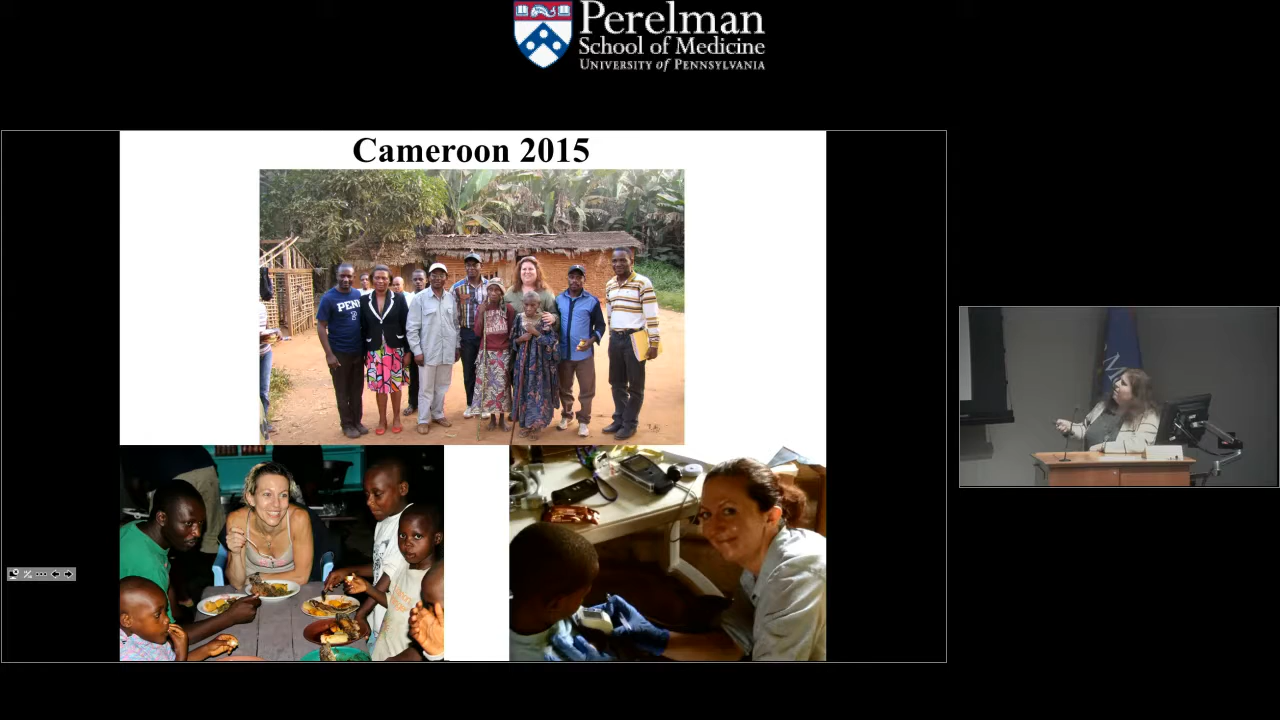 Perelman
School of Medicine
UNIVERSITY of PENNSYLVANIA
Cameroon 2015
PENN